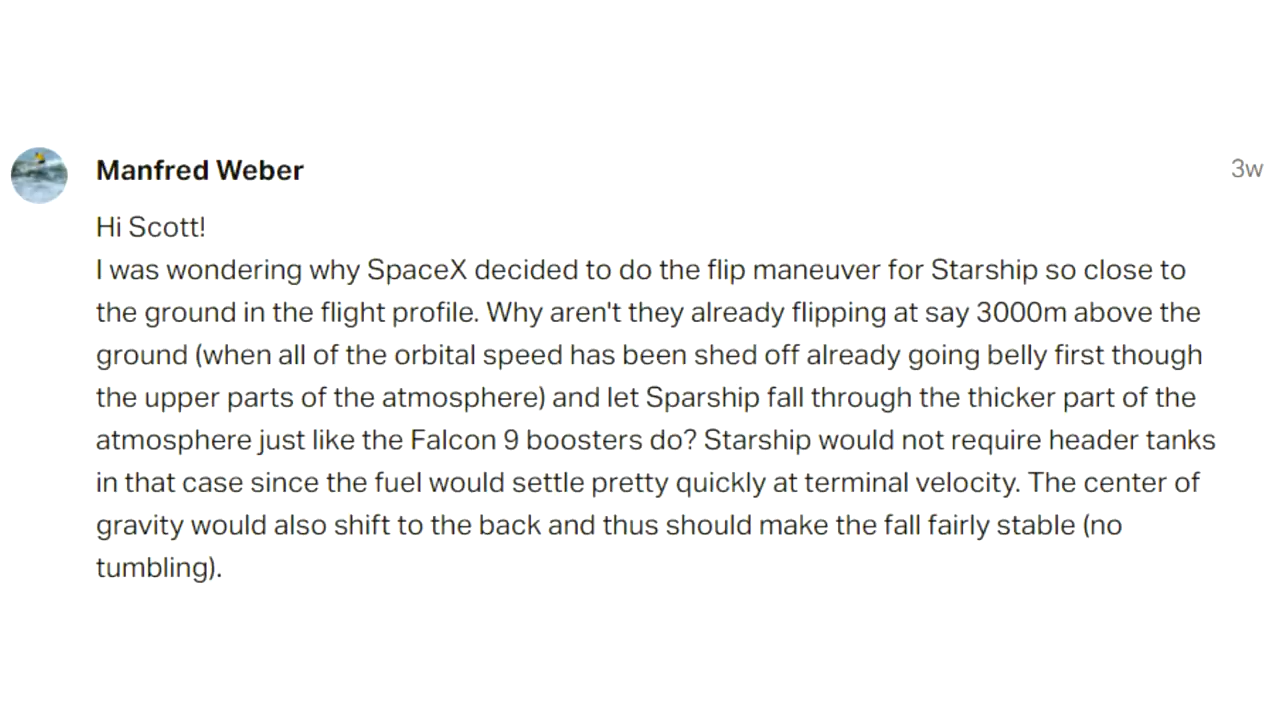 Manfred Weber
3w
Hi Scott!
I was wondering why SpaceX decided to do the flip maneuver for Starship so close to
the ground in the flight profile. Why aren't they already flipping at say 3000m above the
ground (when all of the orbital speed has been shed off already going belly first though
the upper parts of the atmosphere) and let Sparship fall through the thicker part of the
atmosphere just like the Falcon 9 boosters do? Starship would not require header tanks
in that case since the fuel would settle pretty quickly at terminal velocity. The center of
gravity would also shift to the back and thus should make the fall fairly stable (no
tumbling).